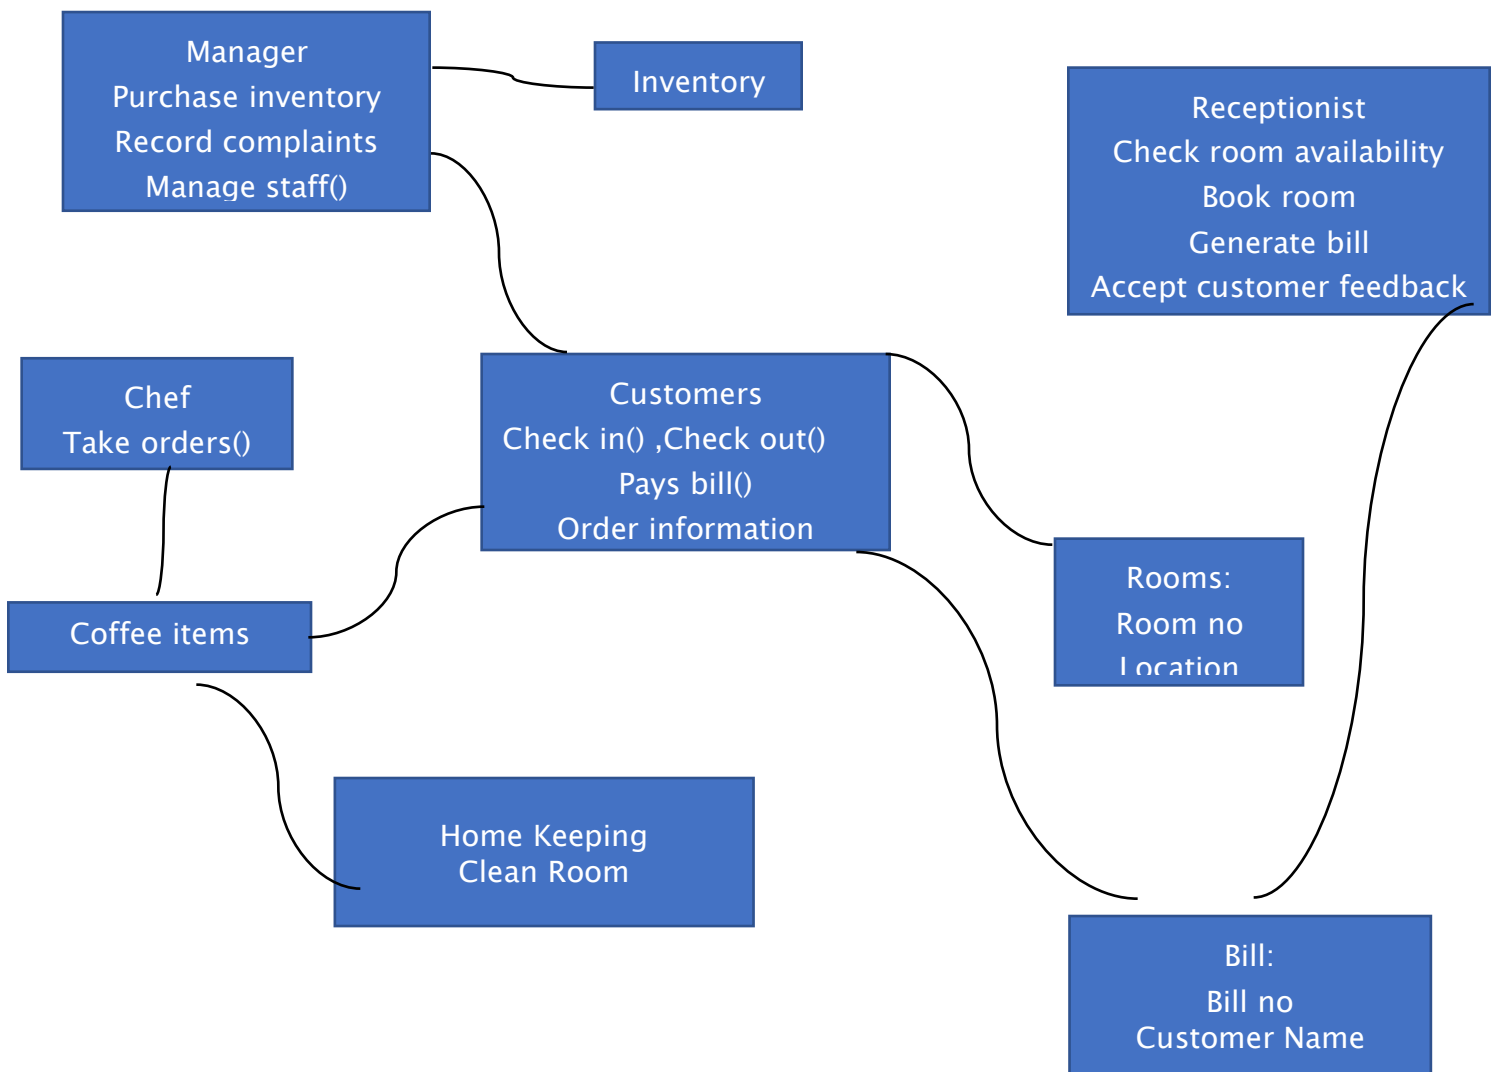 Manager
Purchase inventory
Record complaints
Manage staff()
Inventory
Receptionist
Check room availability
Book room
Generate bill
Accept customer feedback
Chef
Take orders()
Customers
Check in() ,Check out()
Pays bill()
Order information
Rooms:
Room no
Location
Coffee items
Home Keeping
Clean Room
Bill:
Bill no
Customer Name